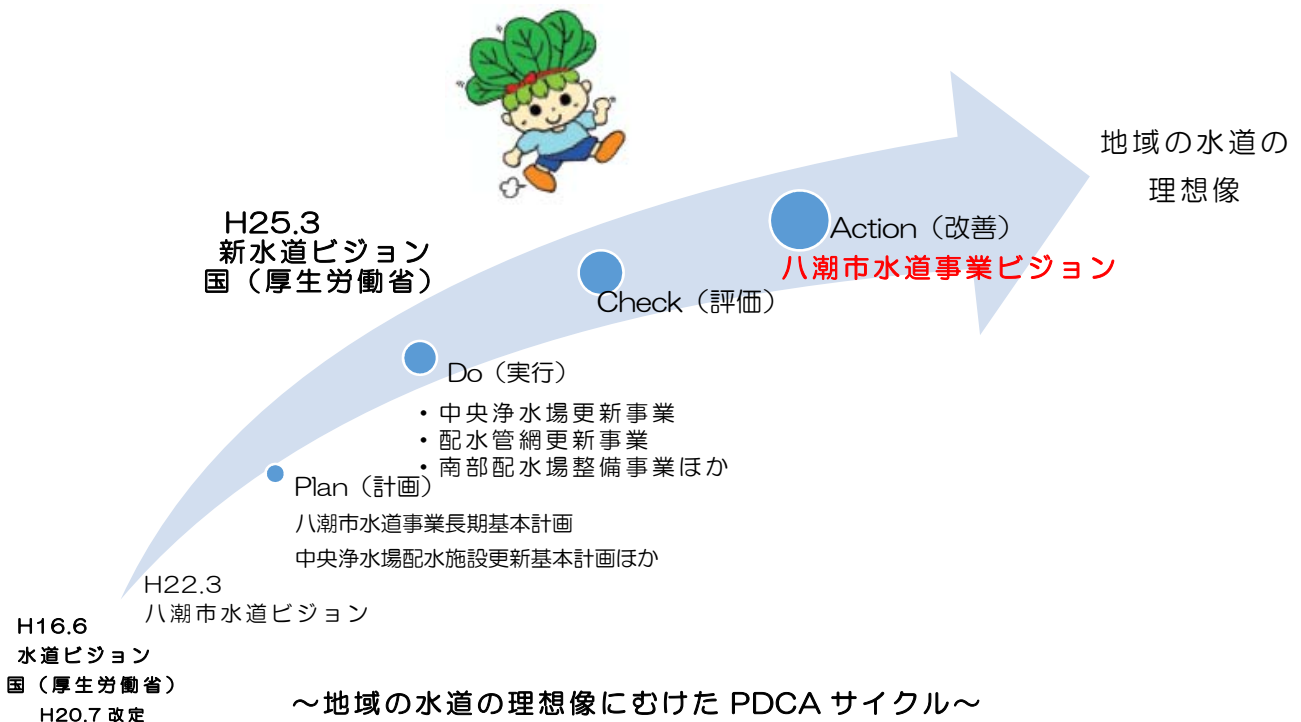 地域の水道の
理想像
H25.3
新水道ビジョン
国（厚生労働省）
Action（改善）
八潮市水道事業ビジョン
Check（評価）
Do（実行）
・中央浄水場更新事業
・配水管網更新事業
・南部配水場整備事業ほか
Plan（計画）
八潮市水道事業長期基本計画
中央浄水場配水施設更新基本計画ほか
H22.3
八潮市水道ビジョン
H16.6
水道ビジョン
国（厚生労働省）
H20.7 改定
～地域の水道の理想像にむけた PDCA サイクル～